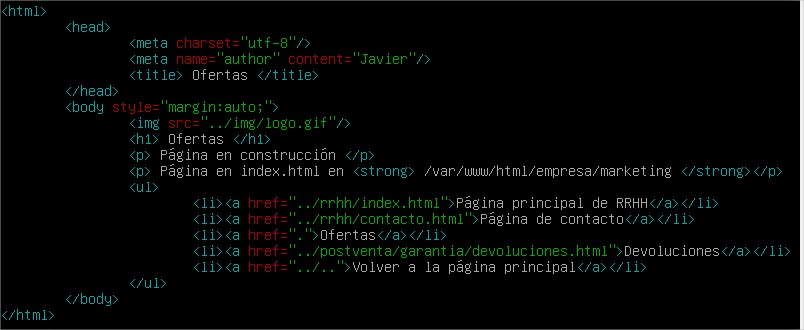 <html>
<head>
<meta charset="utf-8"/>
<meta name="author" content="Javier"/>
<title> Ofertas </title>
</head>
<body style="margin:auto;">
<img src="../img/logo.gif"/>
<h1> Ofertas </h1>
<p> Página en construcción </p>
<p> Página en index.html en <strong> /var/www/html/empresa/marketing </strong></p>
<ul>
<li><a href="../rrhh/index.html">Página principal de RRHH</a></li>
<li><a href="../rrhh/contacto.html">Página de contacto</a></li>
<li><a href=".">Ofertas</a></li>
<li><a href="../postventa/garantia/devoluciones.html">Devoluciones</a></li>
<li><a href="../..">Volver a la página principal</a></li>
</ul>
</body>
</html>